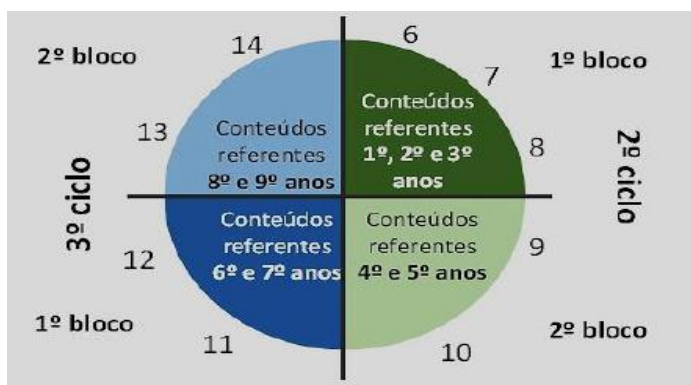 2º bloco
14
13
Conteúdos
referentes
8º e 9º anos
6
7
8
1º bloco
Conteúdos
referentes
1º, 2º e 3º
anos
2º ciclo
3º ciclo
12
11
1º bloco
Conteúdos
referentes
6º e 7º anos
Conteúdos
referentes
4º e 5º anos
9
10
2º bloco